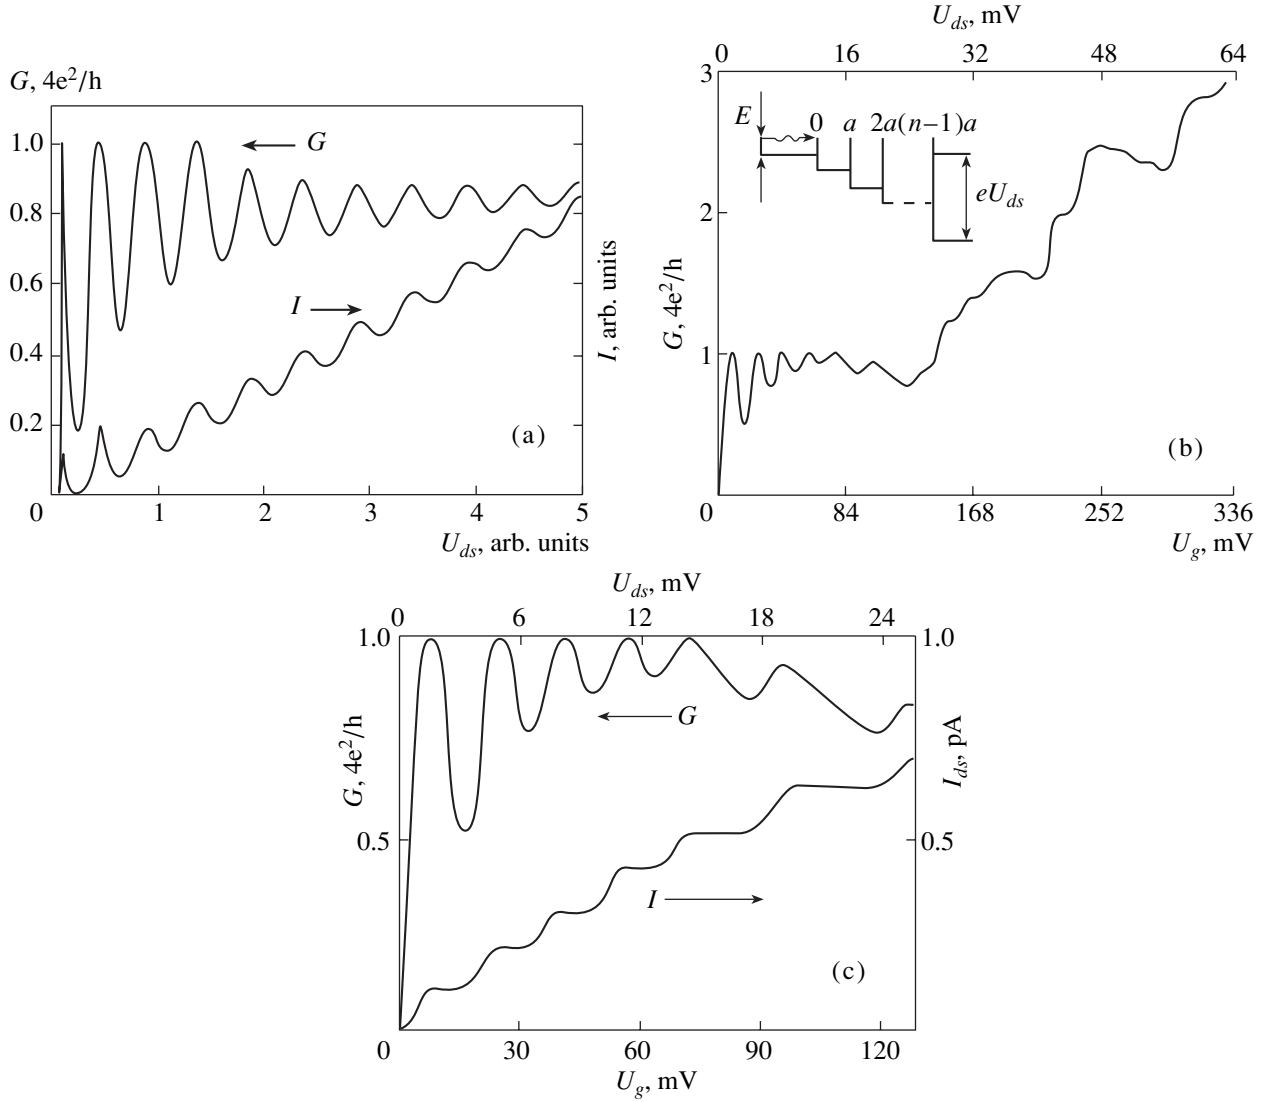 G, 4e²/h
1.0
0.8
0.6
0.4
0.2
0
1
2
3
4
5
U_ds, arb. units
I, arb. units
G
I
(a)
U_ds, mV
0
16
32
48
64
3
2
1
0
84
168
252
336
U_g, mV
G, 4e²/h
E
0 a 2a(n–1)a
eU_ds
(b)
U_ds, mV
0
6
12
18
24
1.0
0.5
0
30
60
90
120
U_g, mV
G, 4e²/h
1.0
0.5
I_ds, pA
G
I
(c)